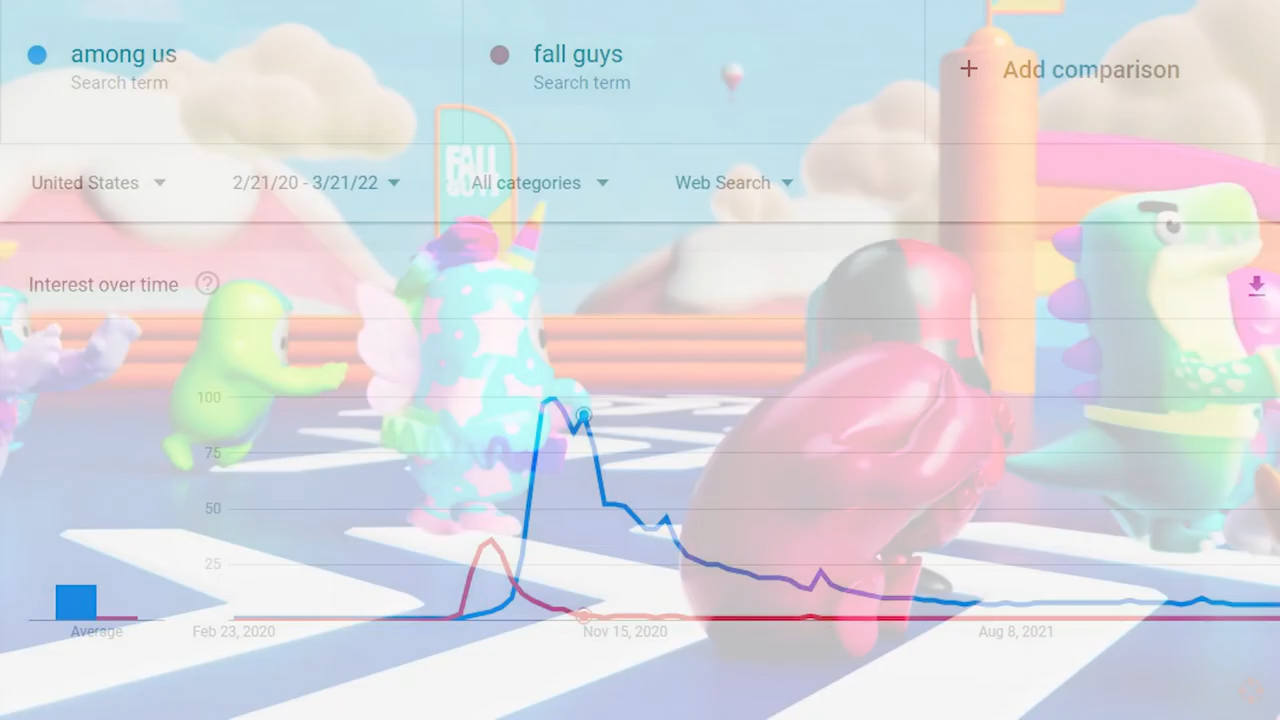 among us
Search term
fall guys
Search term
+ Add comparison
FALL
GUYS
United States
2/21/20 - 3/21/22
All categories
Web Search
Interest over time ?
100
75
50
25
Average
Feb 23, 2020
Nov 15, 2020
Aug 8, 2021